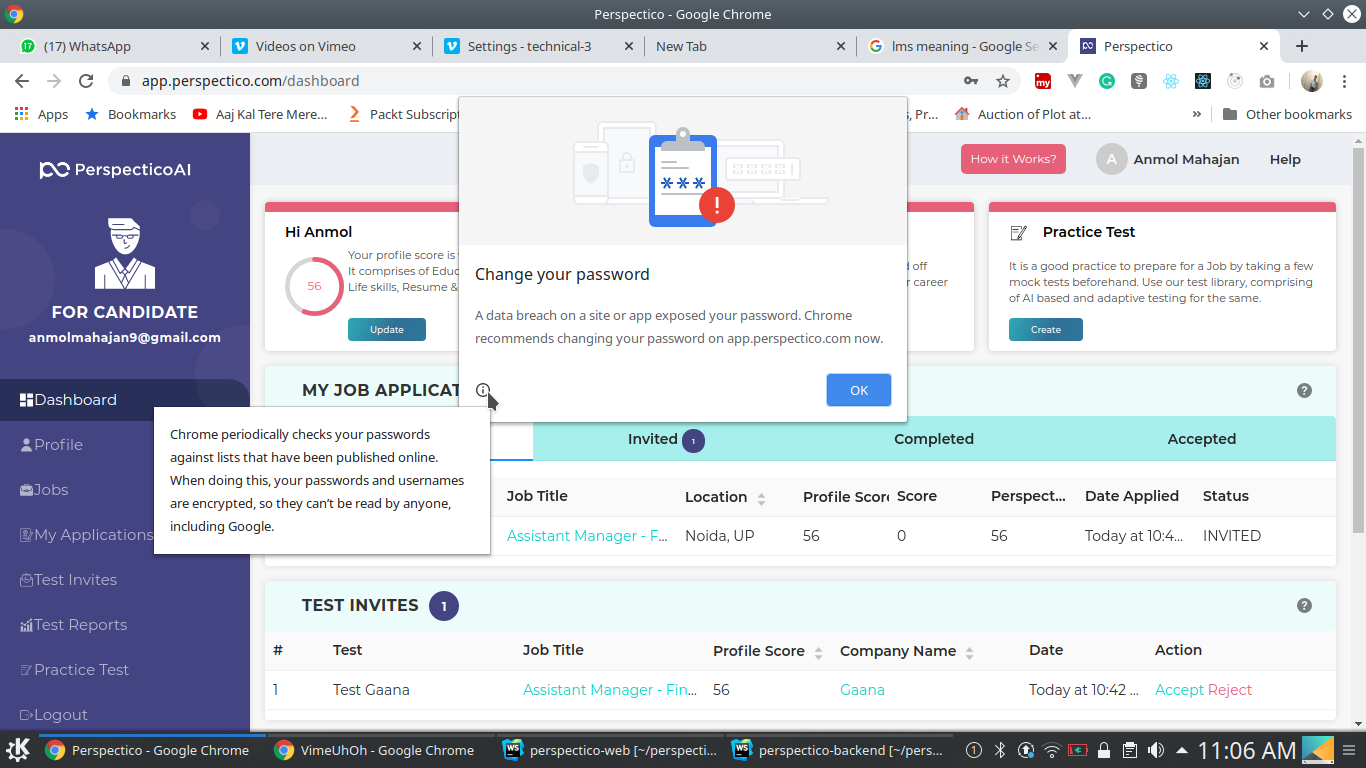 Perspectico - Google Chrome
(17) WhatsApp
Videos on Vimeo
Settings - technical-3
New Tab
lms meaning - Google Se
Perspectico
app.perspectico.com/dashboard
Apps
Bookmarks
Aaj Kal Tere Mere...
Packt Subscript
s, Pr...
Auction of Plot at...
»
Other bookmarks
PerspecticoAI
FOR CANDIDATE
anmolmahajan9@gmail.com
Dashboard
Profile
Jobs
My Applications
Test Invites
Test Reports
Practice Test
Logout
How it Works?
A
Anmol Mahajan
Help
Hi Anmol
56
Your profile score is
It comprises of Educ
Life skills, Resume &
Update
d off
r career
Practice Test
It is a good practice to prepare for a Job by taking a few
mock tests beforehand. Use our test library, comprising
of AI based and adaptive testing for the same.
Create
Change your password
A data breach on a site or app exposed your password. Chrome
recommends changing your password on app.perspectico.com now.
OK
Chrome periodically checks your passwords
against lists that have been published online.
When doing this, your passwords and usernames
are encrypted, so they can't be read by anyone,
including Google.
MY JOB APPLICAT
Invited 1
Completed
Accepted
Job Title
Location
Profile Score
Score
Perspect...
Date Applied
Status
Assistant Manager - F...
Noida, UP
56
0
56
Today at 10:4...
INVITED
TEST INVITES 1
#
Test
Job Title
Profile Score
Company Name
Date
Action
1
Test Gaana
Assistant Manager - Fin...
56
Gaana
Today at 10:42 ...
Accept Reject
Perspectico - Google Chrome
VimeUhOh - Google Chrome
perspectico-web [~/perspecti...
perspectico-backend [~/pers...
1
11:06 AM